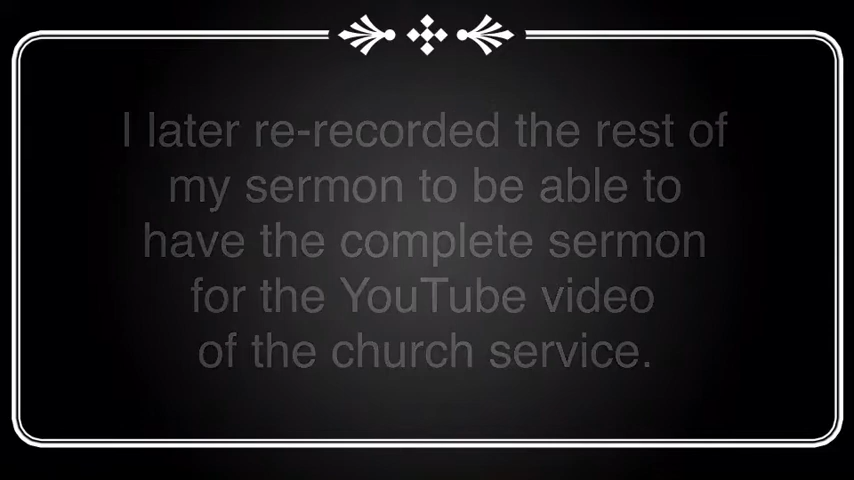 I later re-recorded the rest of
my sermon to be able to
have the complete sermon
for the YouTube video
of the church service.